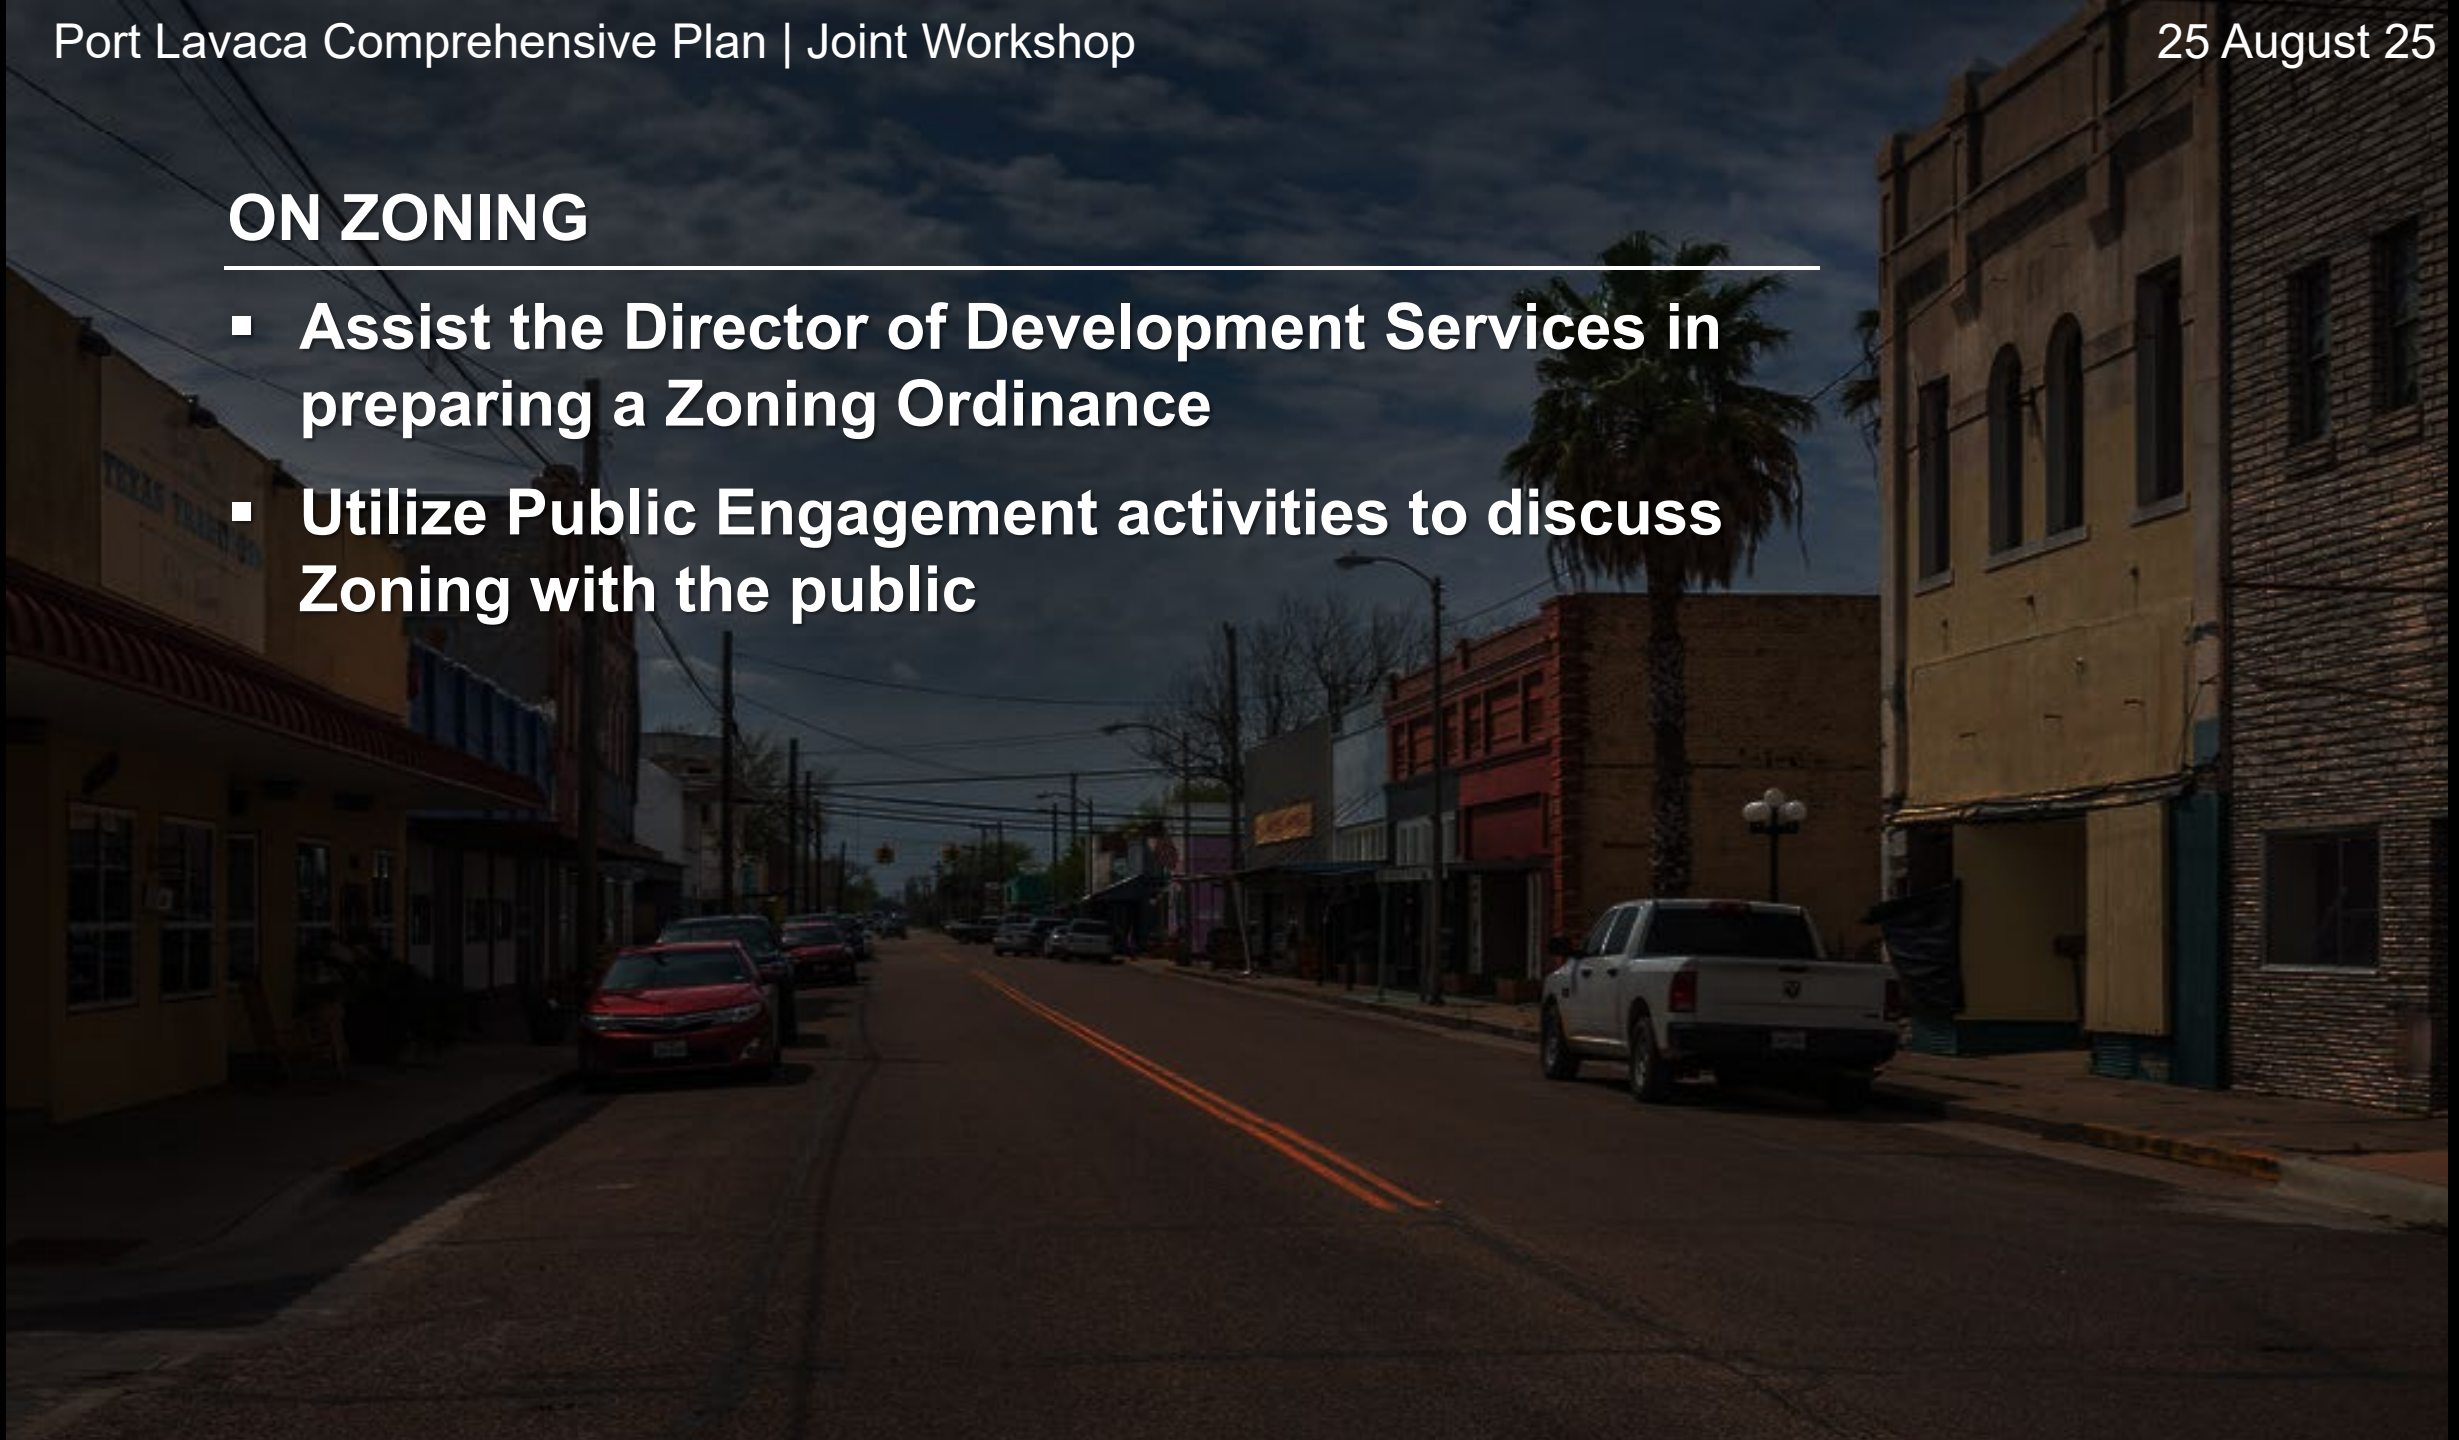 Port Lavaca Comprehensive Plan | Joint Workshop
25 August 25
ON ZONING
▪ Assist the Director of Development Services in
preparing a Zoning Ordinance
▪ Utilize Public Engagement activities to discuss
Zoning with the public
TEXAS